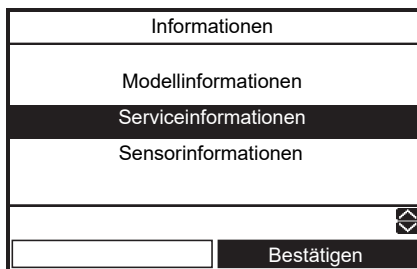 Informationen
Modellinformationen
Serviceinformationen
Sensorinformationen
Bestätigen